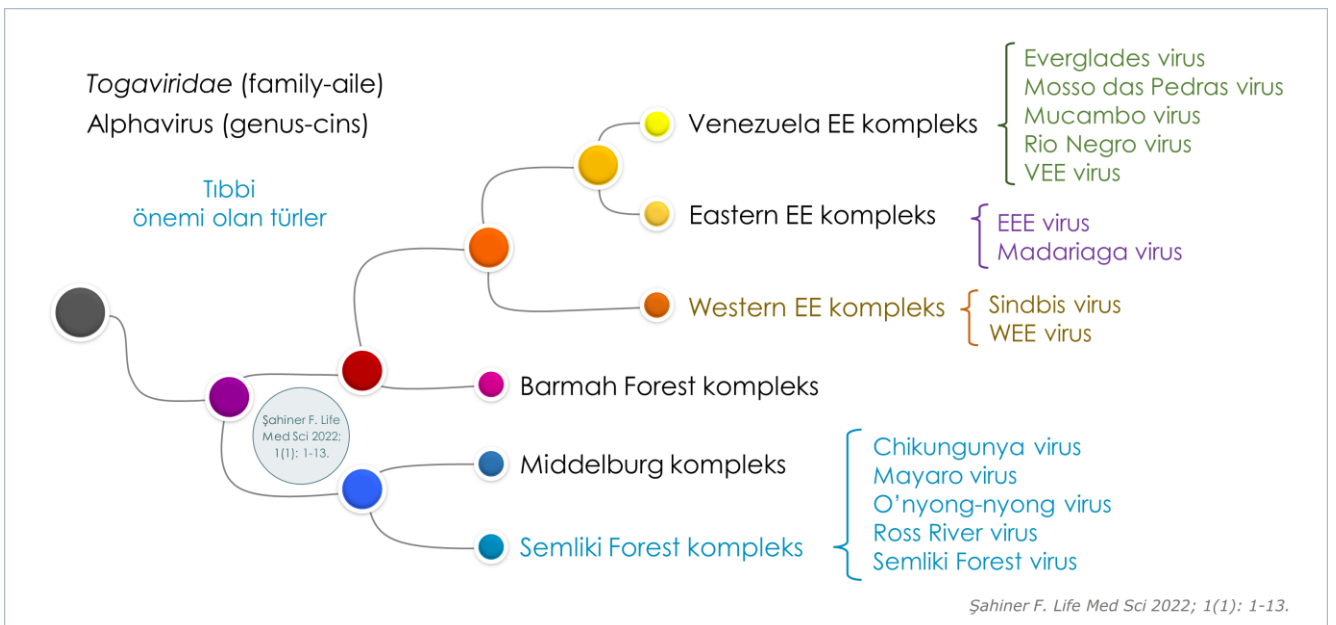 Togaviridae (family-aile)
Alphavirus (genus-cins)
Tıbbi
önemi olan türler
Venezuela EE kompleks
Everglades virus
Mosso das Pedras virus
Mucambo virus
Rio Negro virus
VEE virus
Eastern EE kompleks
EEE virus
Madariaga virus
Western EE kompleks
Sindbis virus
WEE virus
Barmah Forest kompleks
Şahiner F. Life
Med Sci 2022;
1(1): 1-13.
Middelburg kompleks
Semliki Forest kompleks
Chikungunya virus
Mayaro virus
O'nyong-nyong virus
Ross River virus
Semliki Forest virus
Şahiner F. Life Med Sci 2022; 1(1): 1-13.